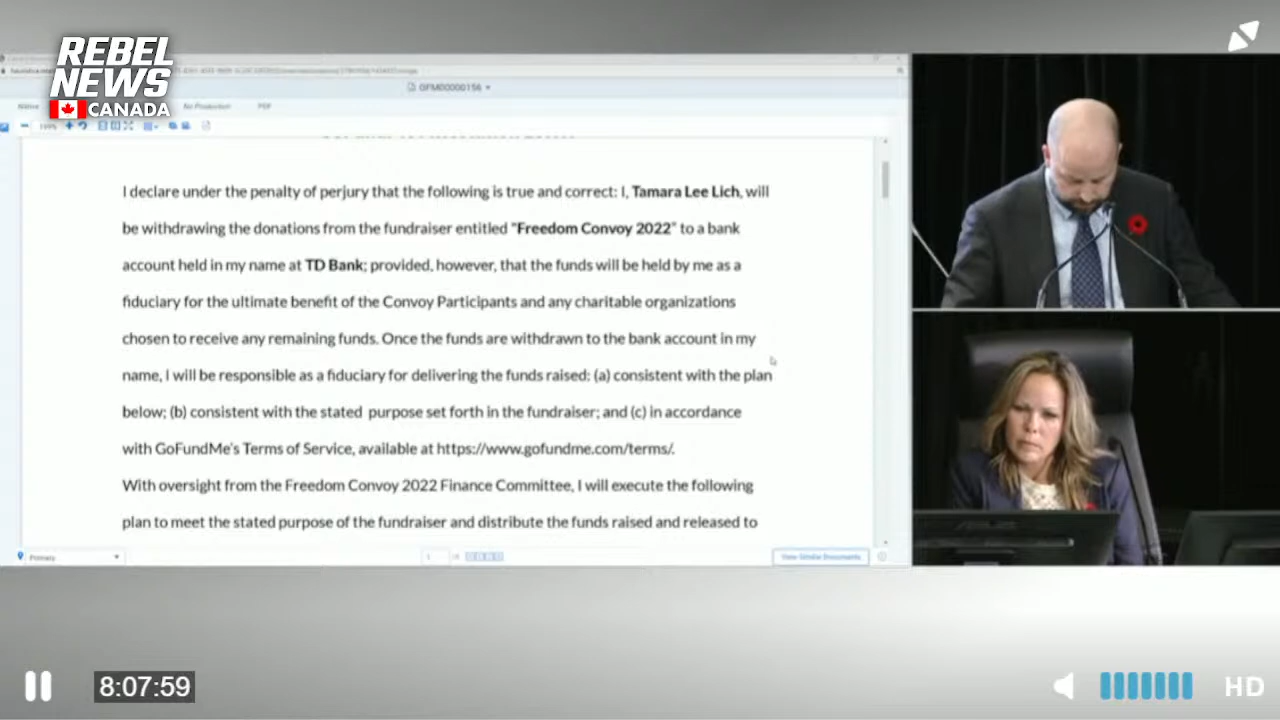 REBEL
NEWS
CANADA
GFM00000156
No Production
PDF
I declare under the penalty of perjury that the following is true and correct: I, Tamara Lee Lich, will
be withdrawing the donations from the fundraiser entitled "Freedom Convoy 2022" to a bank
account held in my name at TD Bank; provided, however, that the funds will be held by me as a
fiduciary for the ultimate benefit of the Convoy Participants and any charitable organizations
chosen to receive any remaining funds. Once the funds are withdrawn to the bank account in my
name, I will be responsible as a fiduciary for delivering the funds raised: (a) consistent with the plan
below; (b) consistent with the stated purpose set forth in the fundraiser; and (c) in accordance
with GoFundMe's Terms of Service, available at https://www.gofundme.com/terms/.
With oversight from the Freedom Convoy 2022 Finance Committee, I will execute the following
plan to meet the stated purpose of the fundraiser and distribute the funds raised and released to
Primary
View Similar Documents
8:07:59
HD